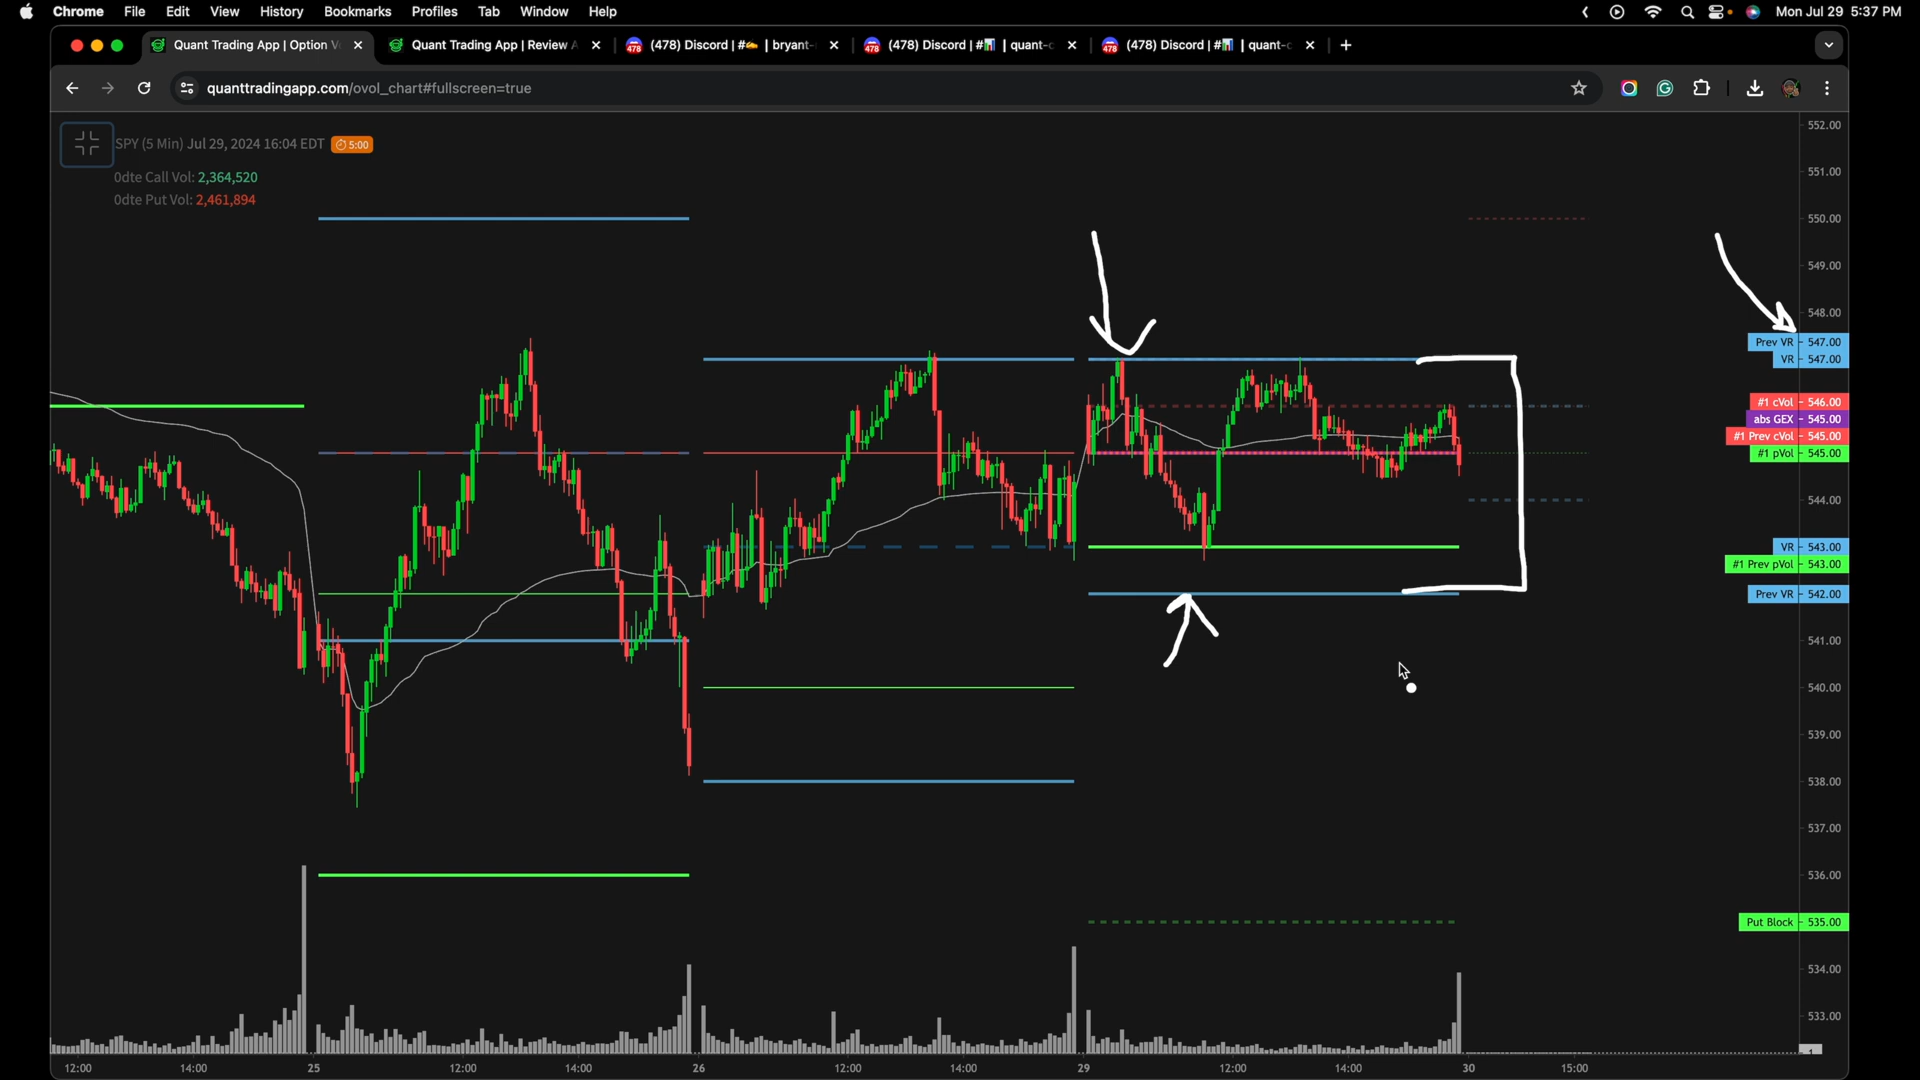 Chrome File Edit View History Bookmarks Profiles Tab Window Help Mon Jul 29 5:37 PM
Quant Trading App | Option V
Quant Trading App | Review A
(478) Discord | #✍ | bryant-
(478) Discord | #📊 | quant-c
(478) Discord | #📊 | quant-c
quanttradingapp.com/ovol_chart#fullscreen=true
SPY (5 Min) Jul 29, 2024 16:04 EDT 5:00
0dte Call Vol: 2,364,520
0dte Put Vol: 2,461,894
552.00
551.00
550.00
549.00
548.00
Prev VR 547.00
VR 547.00
#1 cVol 546.00
abs GEX 545.00
#1 Prev cVol 545.00
#1 pVol 545.00
544.00
VR 543.00
#1 Prev pVol 543.00
Prev VR 542.00
541.00
540.00
539.00
538.00
537.00
536.00
Put Block 535.00
534.00
533.00
12:00 14:00 25 12:00 14:00 26 12:00 14:00 29 12:00 14:00 30 15:00